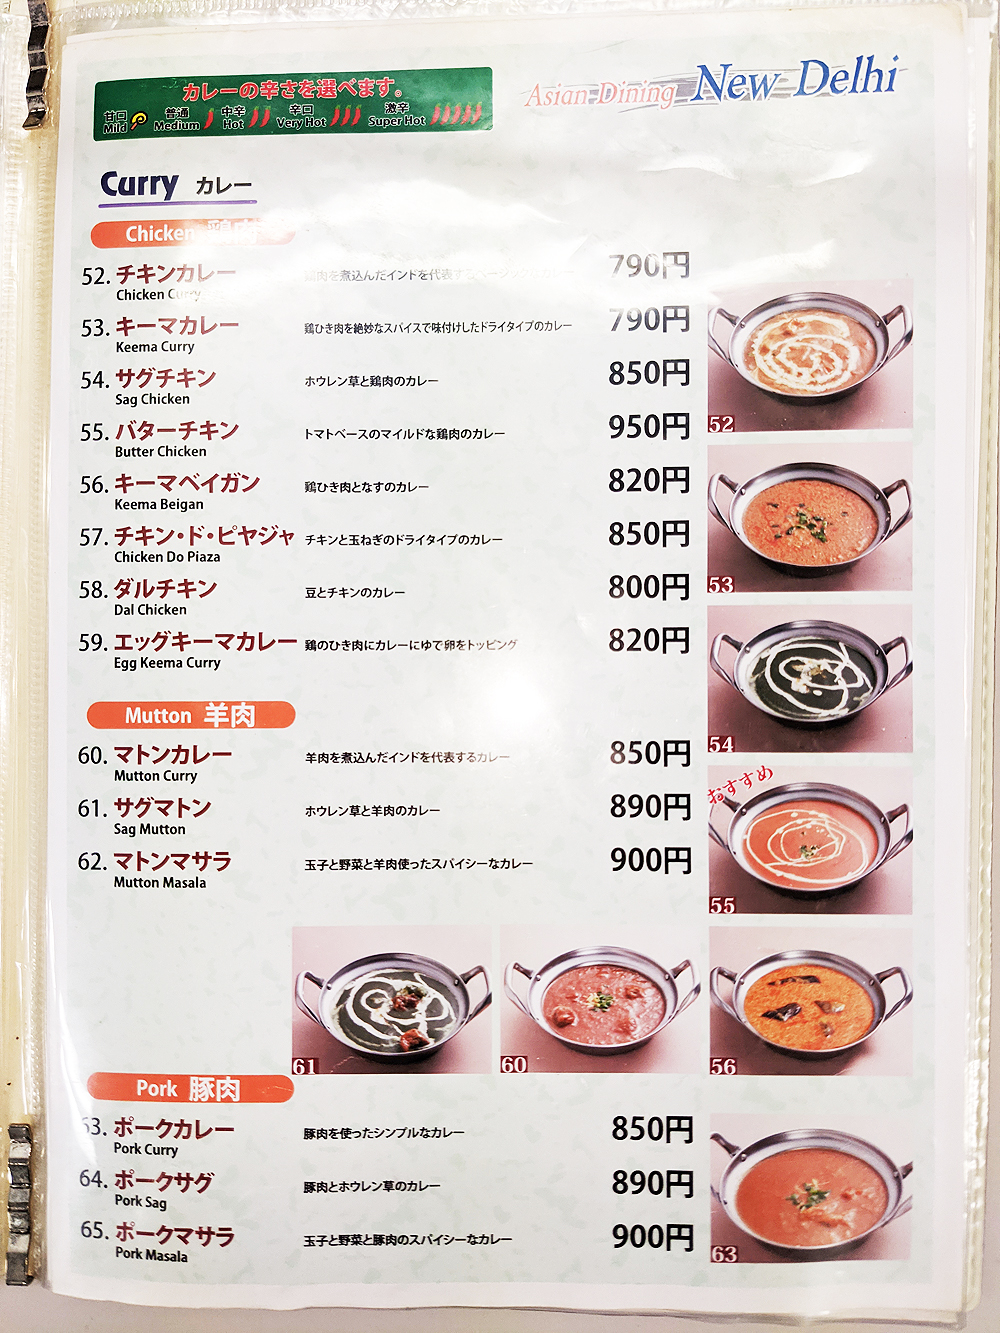 カレーの辛さを選べます。
甘口 普通 中辛 辛口 激辛
Mild Medium Hot Very Hot Super Hot
Asian Dining New Delhi
Curry カレー
Chicken 鶏肉
52. チキンカレー 鶏肉を煮込んだインドを代表する 790円
Chicken Curry
53. キーマカレー 鶏ひき肉を絶妙なスパイスで味付けしたドライタイプのカレー 790円
Keema Curry
54. サグチキン ホウレン草と鶏肉のカレー 850円
Sag Chicken
55. バターチキン トマトベースのマイルドな鶏肉のカレー 950円
Butter Chicken
56. キーマベイガン 鶏ひき肉となすのカレー 820円
Keema Beigan
57. チキン・ド・ピヤジャ チキンと玉ねぎのドライタイプのカレー 850円
Chicken Do Piaza
58. ダルチキン 豆とチキンのカレー 800円
Dal Chicken
59. エッグキーマカレー 鶏のひき肉にカレーにゆで卵をトッピング 820円
Egg Keema Curry
Mutton 羊肉
60. マトンカレー 羊肉を煮込んだインドを代表するカレー 850円
Mutton Curry
61. サグマトン ホウレン草と羊肉のカレー 890円
Sag Mutton
62. マトンマサラ 玉子と野菜と羊肉使ったスパイシーなカレー 900円
Mutton Masala
Pork 豚肉
63. ポークカレー 豚肉を使ったシンプルなカレー 850円
Pork Curry
64. ポークサグ 豚肉とホウレン草のカレー 890円
Pork Sag
65. ポークマサラ 玉子と野菜と豚肉のスパイシーなカレー 900円
Pork Masala
52
53
54
おすすめ
55
61
60
56
63